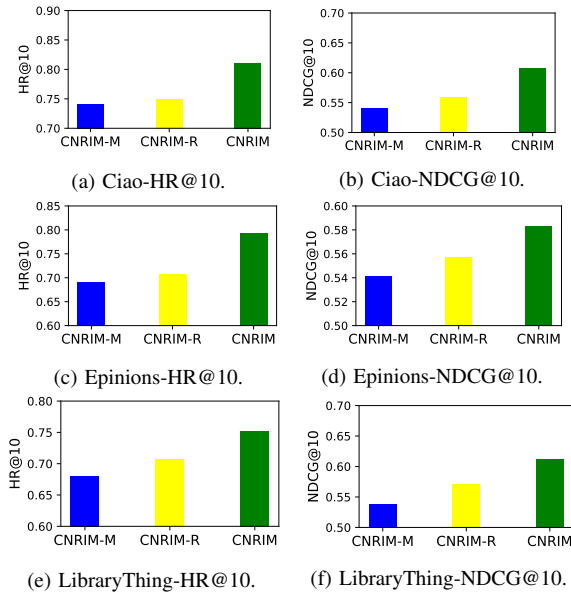 0.90
0.85
0.80
0.75
0.70
HR@10
CNRIM-M CNRIM-R CNRIM
(a) Ciao-HR@10.
0.70
0.65
0.60
0.55
0.50
NDCG@10
CNRIM-M CNRIM-R CNRIM
(b) Ciao-NDCG@10.
0.85
0.80
0.75
0.70
0.65
0.60
HR@10
CNRIM-M CNRIM-R CNRIM
(c) Epinions-HR@10.
0.60
0.58
0.56
0.54
0.52
0.50
NDCG@10
CNRIM-M CNRIM-R CNRIM
(d) Epinions-NDCG@10.
0.80
0.75
0.70
0.65
0.60
HR@10
CNRIM-M CNRIM-R CNRIM
(e) LibraryThing-HR@10.
0.70
0.65
0.60
0.55
0.50
NDCG@10
CNRIM-M CNRIM-R CNRIM
(f) LibraryThing-NDCG@10.